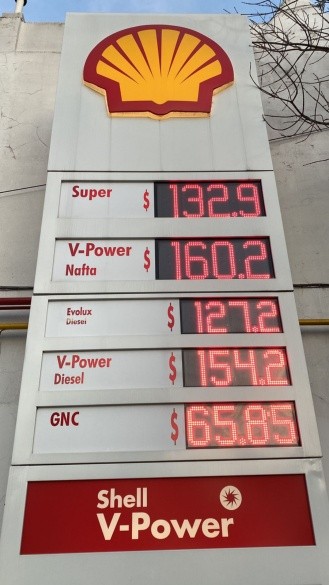 Super $ 132.9
V-Power
Nafta $ 160.2
Evolux
Diesel $ 127.2
V-Power
Diesel $ 154.2
GNC $ 65.85
Shell
V-Power